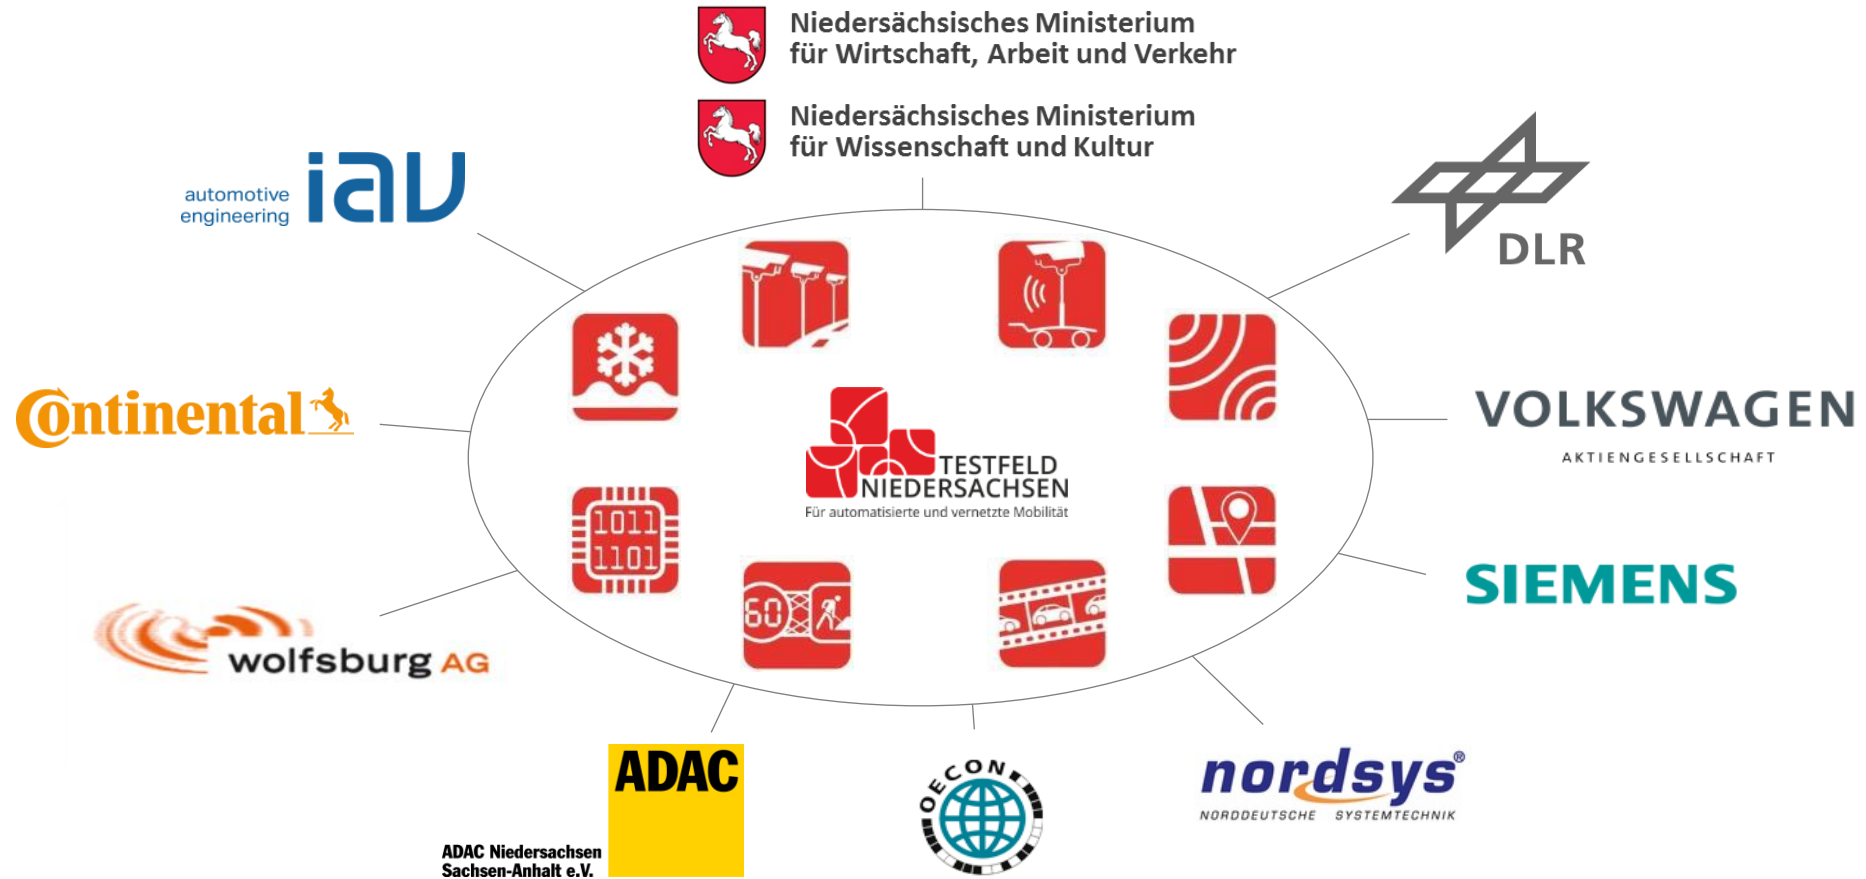 Niedersächsisches Ministerium
für Wirtschaft, Arbeit und Verkehr
Niedersächsisches Ministerium
für Wissenschaft und Kultur
automotive
engineering
iav
DLR
Continental
VOLKSWAGEN
AKTIENGESELLSCHAFT
TESTFELD
NIEDERSACHSEN
Für automatisierte und vernetzte Mobilität
1011
1101
60
SIEMENS
wolfsburg AG
ADAC
ADAC Niedersachsen
Sachsen-Anhalt e.V.
OECON
nordsys®
NORDDEUTSCHE SYSTEMTECHNIK